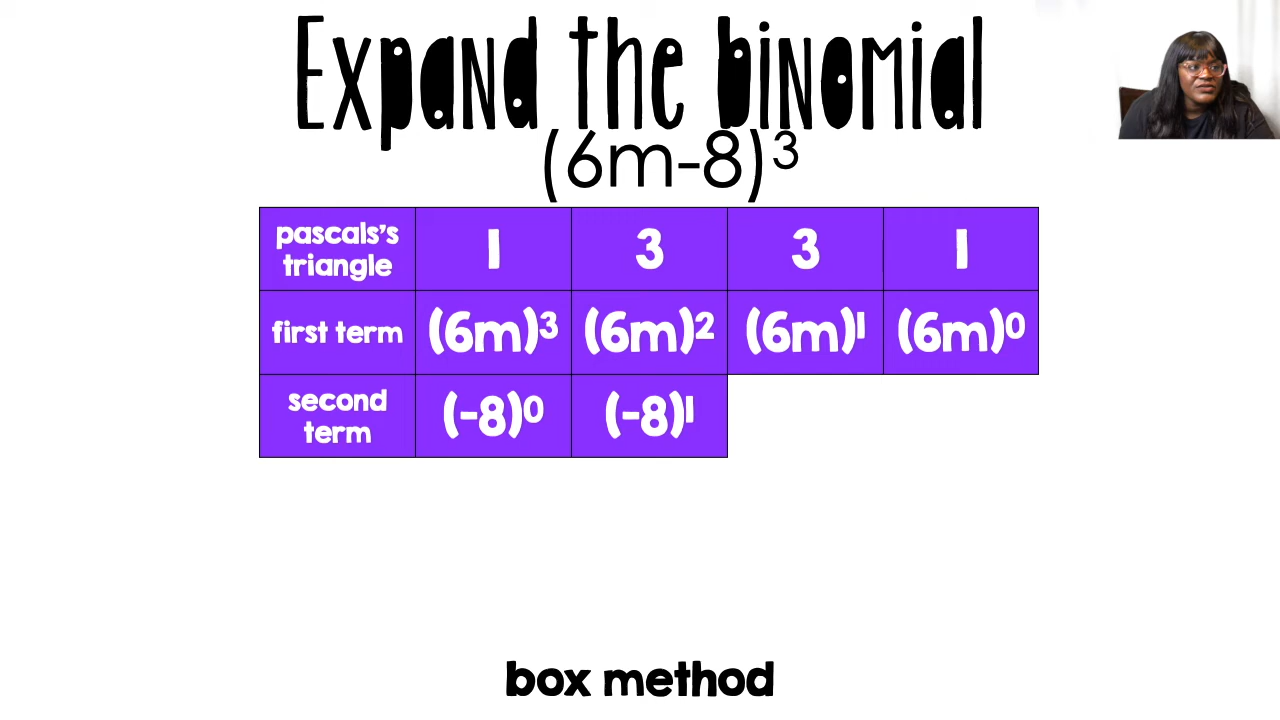 Expand the binomial
(6m-8)³
pascals's triangle 1 3 3 1
first term (6m)³ (6m)² (6m)¹ (6m)⁰
second term (-8)⁰ (-8)¹
box method